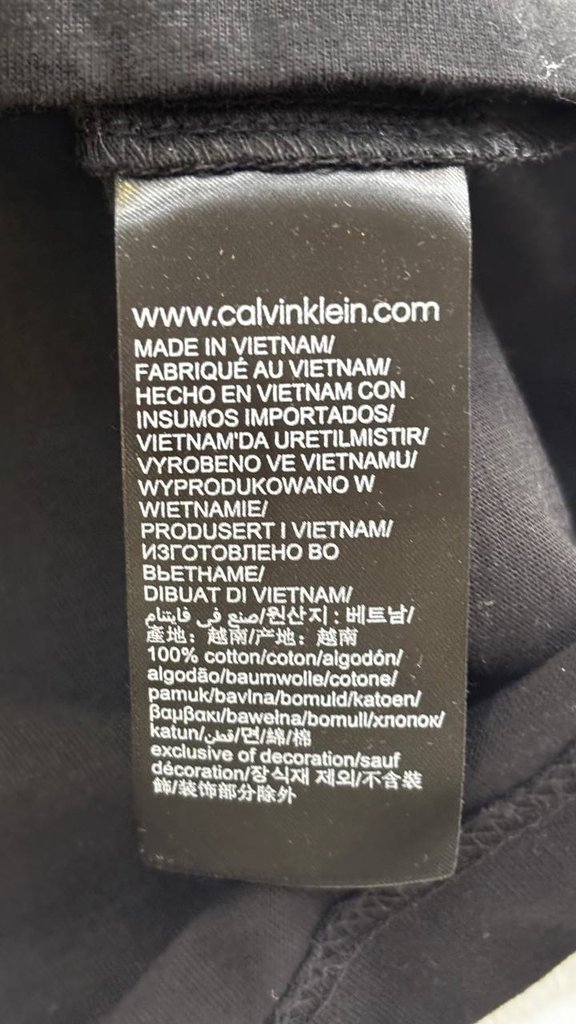 www.calvinklein.com
MADE IN VIETNAM/
FABRIQUÉ AU VIETNAM/
HECHO EN VIETNAM CON
INSUMOS IMPORTADOS/
VIETNAM'DA URETILMISTIR/
VYROBENO VE VIETNAMU/
WYPRODUKOWANO W
WIETNAMIE/
PRODUSERT I VIETNAM/
ИЗГОТОВЛЕНО ВО
ВЬЕТНАМЕ/
DIBUAT DI VIETNAM/
صنع في فايتنام/원산지 : 베트남/
產地：越南/产地：越南
100% cotton/coton/algodón/
algodão/baumwolle/cotone/
pamuk/bavlna/bomuld/katoen/
βαμβακι/bawełna/bomull/хлопок/
katun/قطن/면/綿/棉
exclusive of decoration/sauf
décoration/장식재 제외/不含裝
飾/装饰部分除外